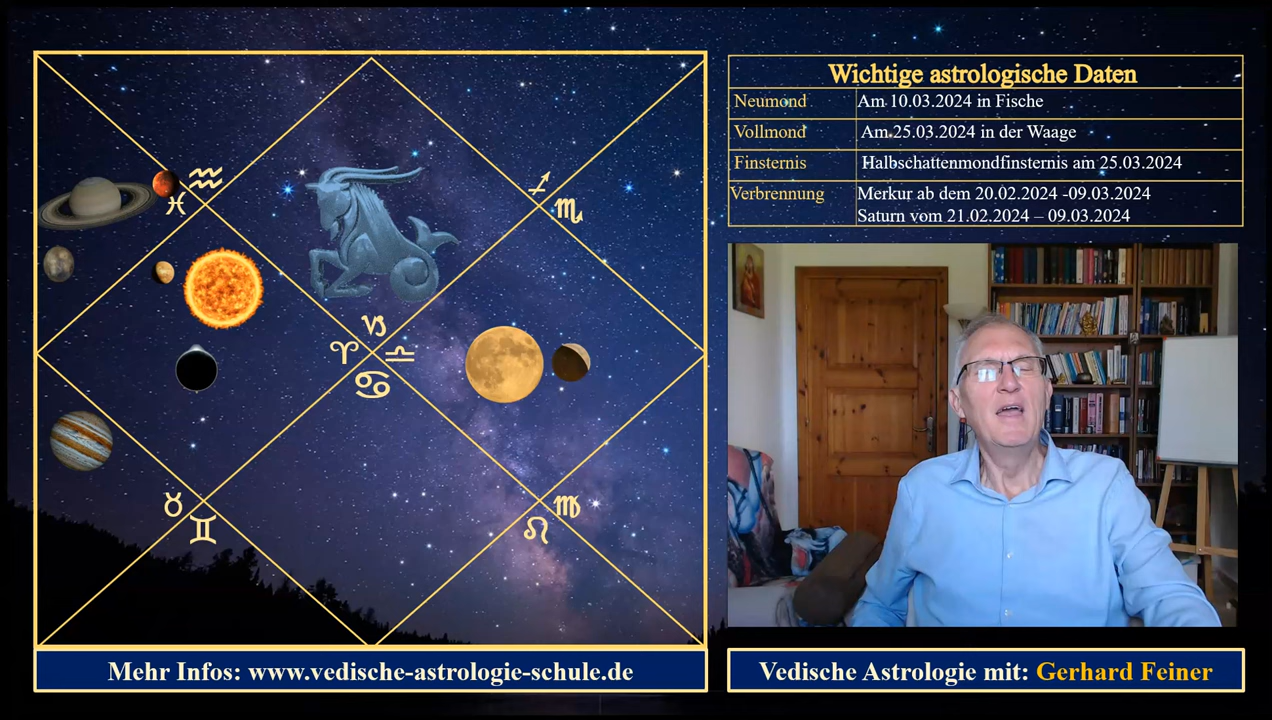 Wichtige astrologische Daten
Neumond Am 10.03.2024 in Fische
Vollmond Am 25.03.2024 in der Waage
Finsternis Halbschattenmondfinsternis am 25.03.2024
Verbrennung Merkur ab dem 20.02.2024 -09.03.2024
Saturn vom 21.02.2024 – 09.03.2024
♒
♓
♐
♏
♑
♈ ♎
♋
♉
♊
♍
♌
Mehr Infos: www.vedische-astrologie-schule.de
Vedische Astrologie mit: Gerhard Feiner